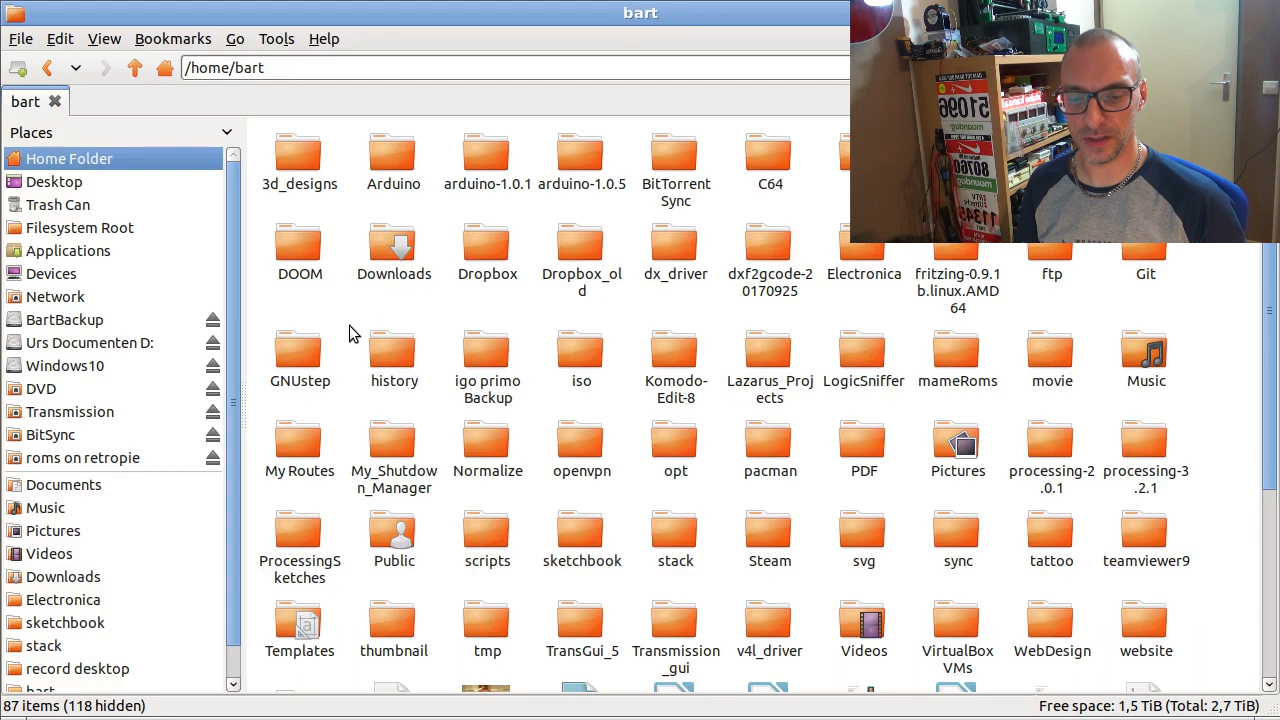 bart
File Edit View Bookmarks Go Tools Help
/home/bart
bart
Places
Home Folder
Desktop
Trash Can
Filesystem Root
Applications
Devices
Network
BartBackup
Urs Documenten D:
Windows10
DVD
Transmission
BitSync
roms on retropie
Documents
Music
Pictures
Videos
Downloads
Electronica
sketchbook
stack
record desktop
bart
3d_designs Arduino arduino-1.0.1 arduino-1.0.5 BitTorrent C64
Sync
DOOM Downloads Dropbox Dropbox_ol dx_driver dxf2gcode-2 Electronica fritzing-0.9.1 ftp Git
d 0170925 b.linux.AMD
64
GNUstep history igo primo iso Komodo- Lazarus_Proj LogicSniffer mameRoms movie Music
Backup Edit-8 ects
My Routes My_Shutdow Normalize openvpn opt pacman PDF Pictures processing-2 processing-3
n_Manager .0.1 .2.1
ProcessingS Public scripts sketchbook stack Steam svg sync tattoo teamviewer9
ketches
Templates thumbnail tmp TransGui_5 Transmission v4l_driver Videos VirtualBox WebDesign website
_gui VMs
51096
80760
87 items (118 hidden) Free space: 1,5 TiB (Total: 2,7 TiB)